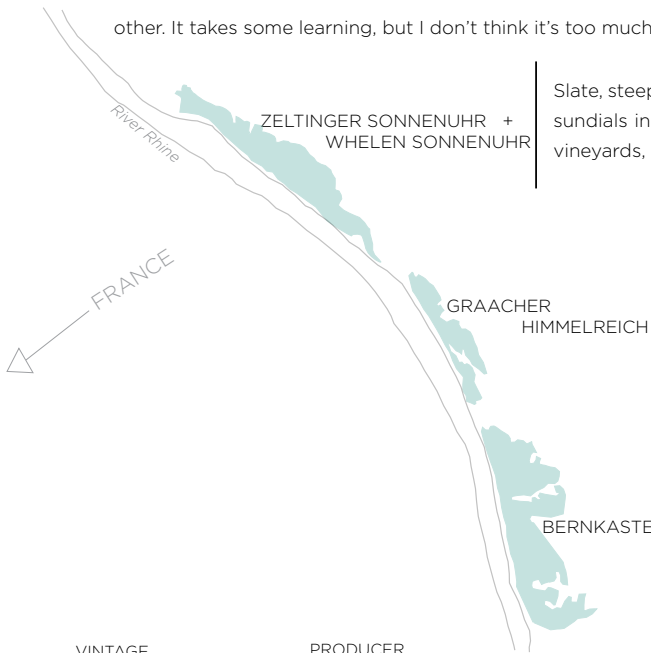 other. It takes some learning, but I don't think it's too much
Slate, steep
sundials in
vineyards,
ZELTINGER SONNENUHR +
WHELEN SONNENUHR
River Rhine
FRANCE
GRAACHER
HIMMELREICH
BERNKASTE
VINTAGE
PRODUCER